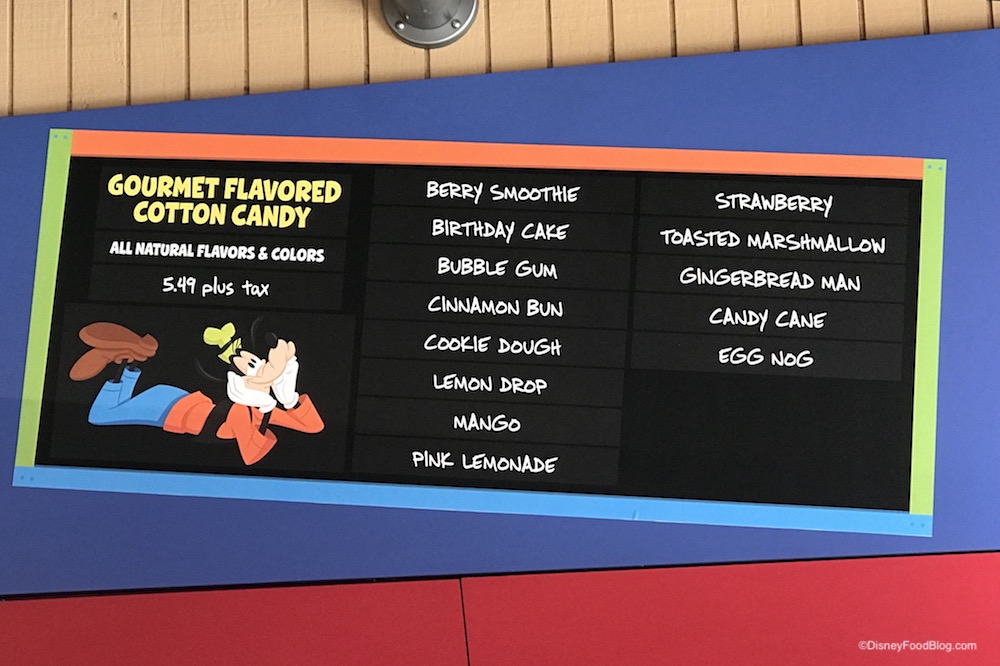 GOURMET FLAVORED
COTTON CANDY
ALL NATURAL FLAVORS & COLORS
5.49 plus tax
BERRY SMOOTHIE
BIRTHDAY CAKE
BUBBLE GUM
CINNAMON BUN
COOKIE DOUGH
LEMON DROP
MANGO
PINK LEMONADE
STRAWBERRY
TOASTED MARSHMALLOW
GINGERBREAD MAN
CANDY CANE
EGG NOG
©DisneyFoodBlog.com